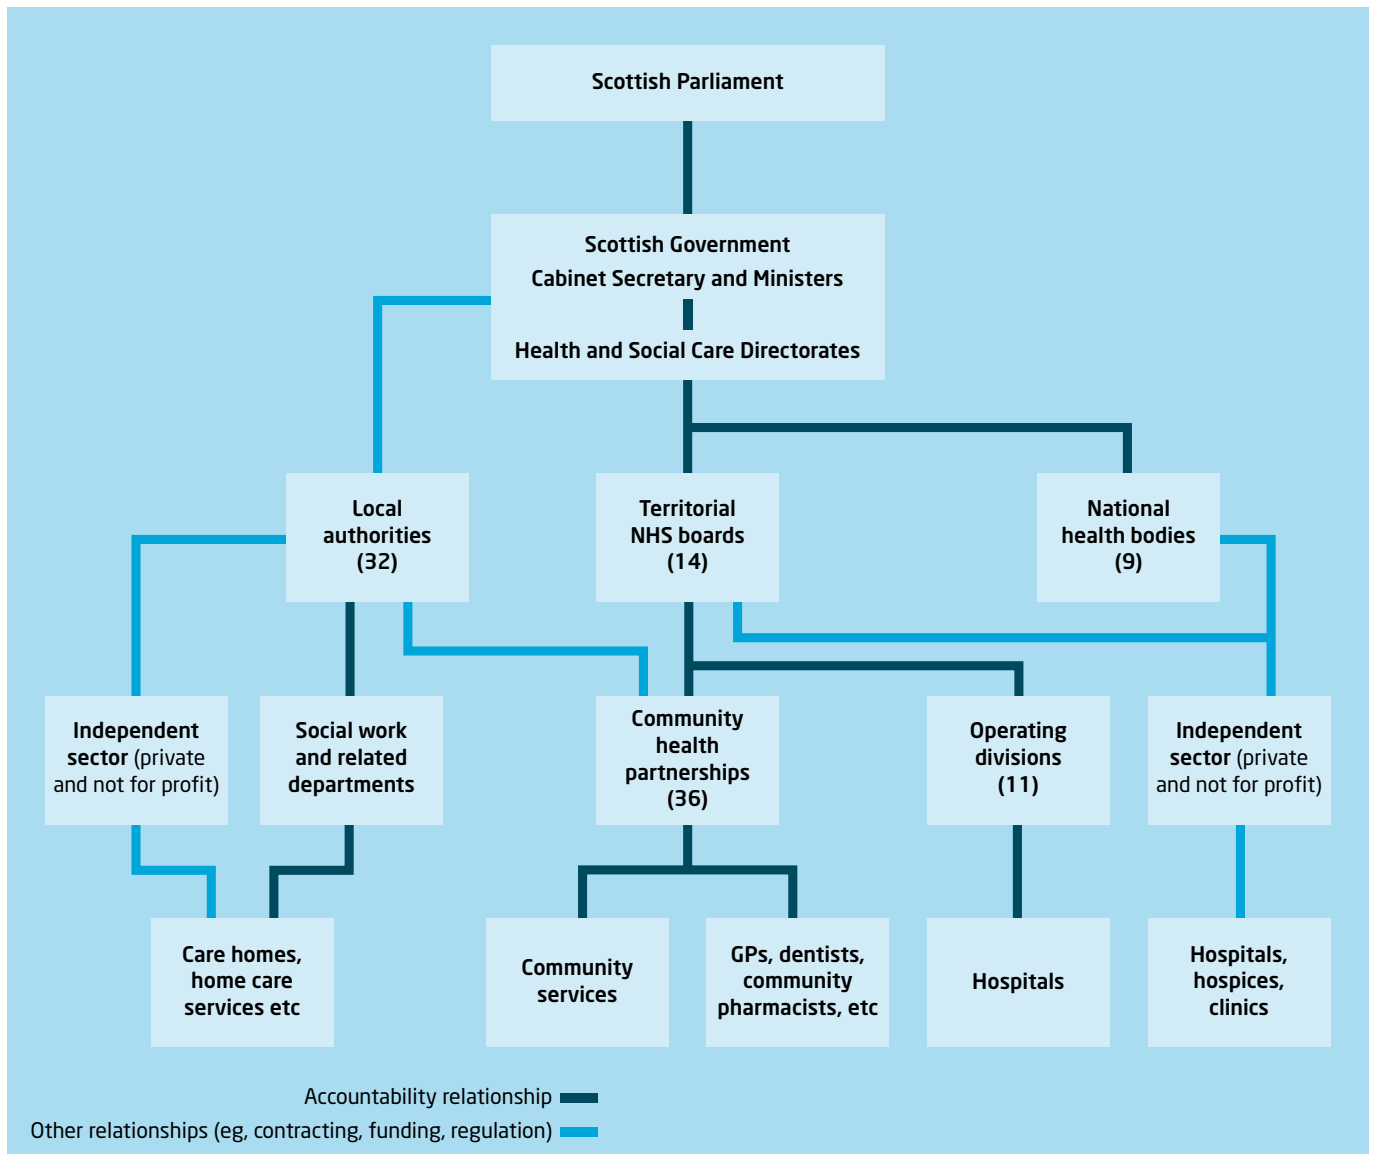 Scottish Parliament
Scottish Government
Cabinet Secretary and Ministers
Health and Social Care Directorates
Local
authorities
(32)
Territorial
NHS boards
(14)
National
health bodies
(9)
Independent
sector (private
and not for profit)
Social work
and related
departments
Community
health
partnerships
(36)
Operating
divisions
(11)
Independent
sector (private
and not for profit)
Care homes,
home care
services etc
Community
services
GPs, dentists,
community
pharmacists, etc
Hospitals
Hospitals,
hospices,
clinics
Accountability relationship
Other relationships (eg, contracting, funding, regulation)